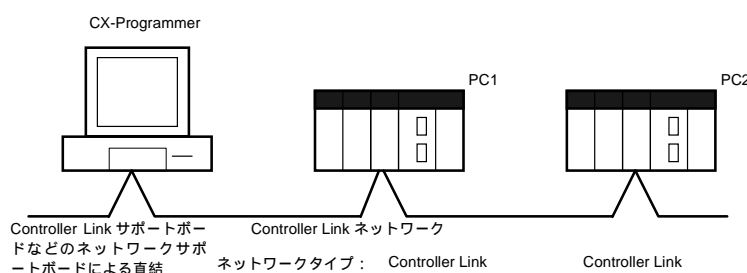 CX-Programmer
PC1
PC2
Controller Link サポートボー
ドなどのネットワークサポ
ートボードによる直結
Controller Link ネットワーク
ネットワークタイプ： Controller Link Controller Link